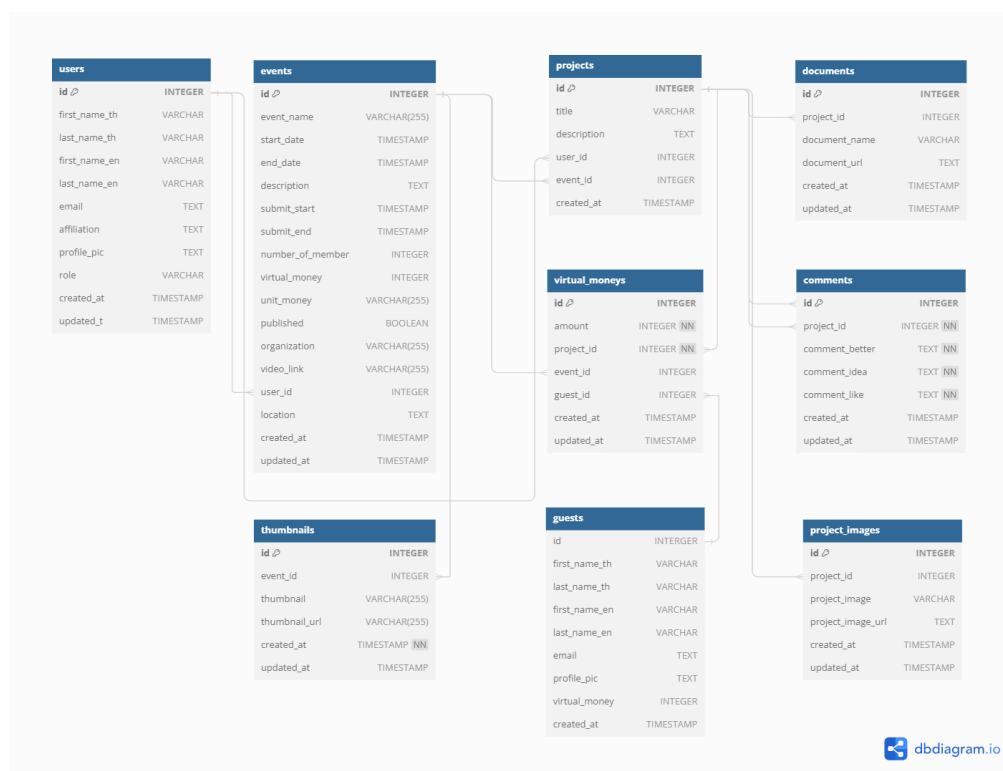 users
id INTEGER
first_name_th VARCHAR
last_name_th VARCHAR
first_name_en VARCHAR
last_name_en VARCHAR
email TEXT
affiliation TEXT
profile_pic TEXT
role VARCHAR
created_at TIMESTAMP
updated_t TIMESTAMP
events
id INTEGER
event_name VARCHAR(255)
start_date TIMESTAMP
end_date TIMESTAMP
description TEXT
submit_start TIMESTAMP
submit_end TIMESTAMP
number_of_member INTEGER
virtual_money INTEGER
unit_money VARCHAR(255)
published BOOLEAN
organization VARCHAR(255)
video_link VARCHAR(255)
user_id INTEGER
location TEXT
created_at TIMESTAMP
updated_at TIMESTAMP
projects
id INTEGER
title VARCHAR
description TEXT
user_id INTEGER
event_id INTEGER
created_at TIMESTAMP
documents
id INTEGER
project_id INTEGER
document_name VARCHAR
document_url TEXT
created_at TIMESTAMP
updated_at TIMESTAMP
virtual_moneys
id INTEGER
amount INTEGER NN
project_id INTEGER NN
event_id INTEGER
guest_id INTEGER
created_at TIMESTAMP
updated_at TIMESTAMP
comments
id INTEGER
project_id INTEGER NN
comment_better TEXT NN
comment_idea TEXT NN
comment_like TEXT NN
created_at TIMESTAMP
updated_at TIMESTAMP
thumbnails
id INTEGER
event_id INTEGER
thumbnail VARCHAR(255)
thumbnail_url VARCHAR(255)
created_at TIMESTAMP NN
updated_at TIMESTAMP
guests
id INTERGER
first_name_th VARCHAR
last_name_th VARCHAR
first_name_en VARCHAR
last_name_en VARCHAR
email TEXT
profile_pic TEXT
virtual_money INTEGER
created_at TIMESTAMP
project_images
id INTEGER
project_id INTEGER
project_image VARCHAR
project_image_url TEXT
created_at TIMESTAMP
updated_at TIMESTAMP
dbdiagram.io